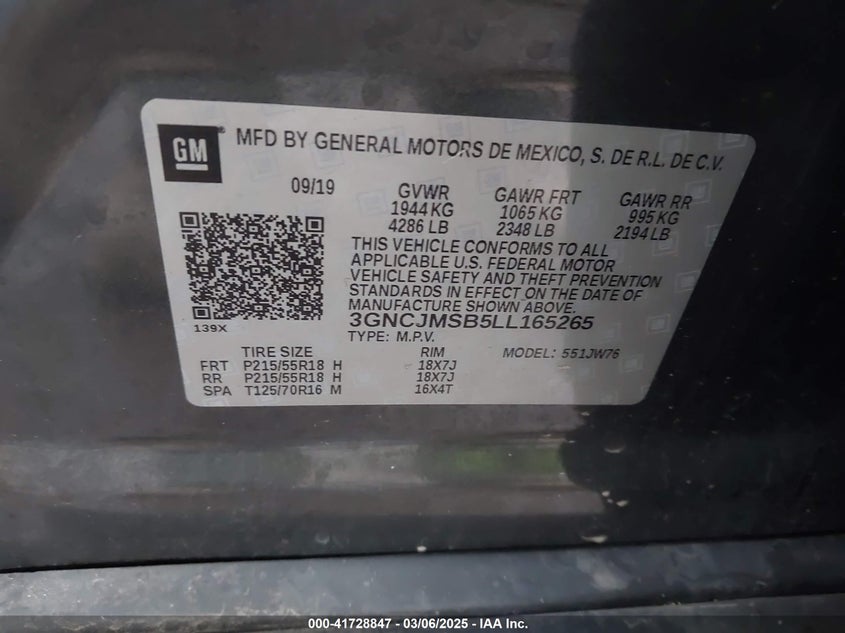 GM
® MFD BY GENERAL MOTORS DE MEXICO, S. DE R.L. DE C.V.
09/19 GVWR GAWR FRT GAWR RR
1944 KG 1065 KG 995 KG
4286 LB 2348 LB 2194 LB
THIS VEHICLE CONFORMS TO ALL
APPLICABLE U.S. FEDERAL MOTOR
VEHICLE SAFETY AND THEFT PREVENTION
STANDARDS IN EFFECT ON THE DATE OF
MANUFACTURE SHOWN ABOVE.
139X 3GNCJMSB5LL165265
TYPE: M.P.V.
TIRE SIZE RIM MODEL: 551JW76
FRT P215/55R18 H 18X7J
RR P215/55R18 H 18X7J
SPA T125/70R16 M 16X4T
000-41728847 - 03/06/2025 - IAAI Inc.